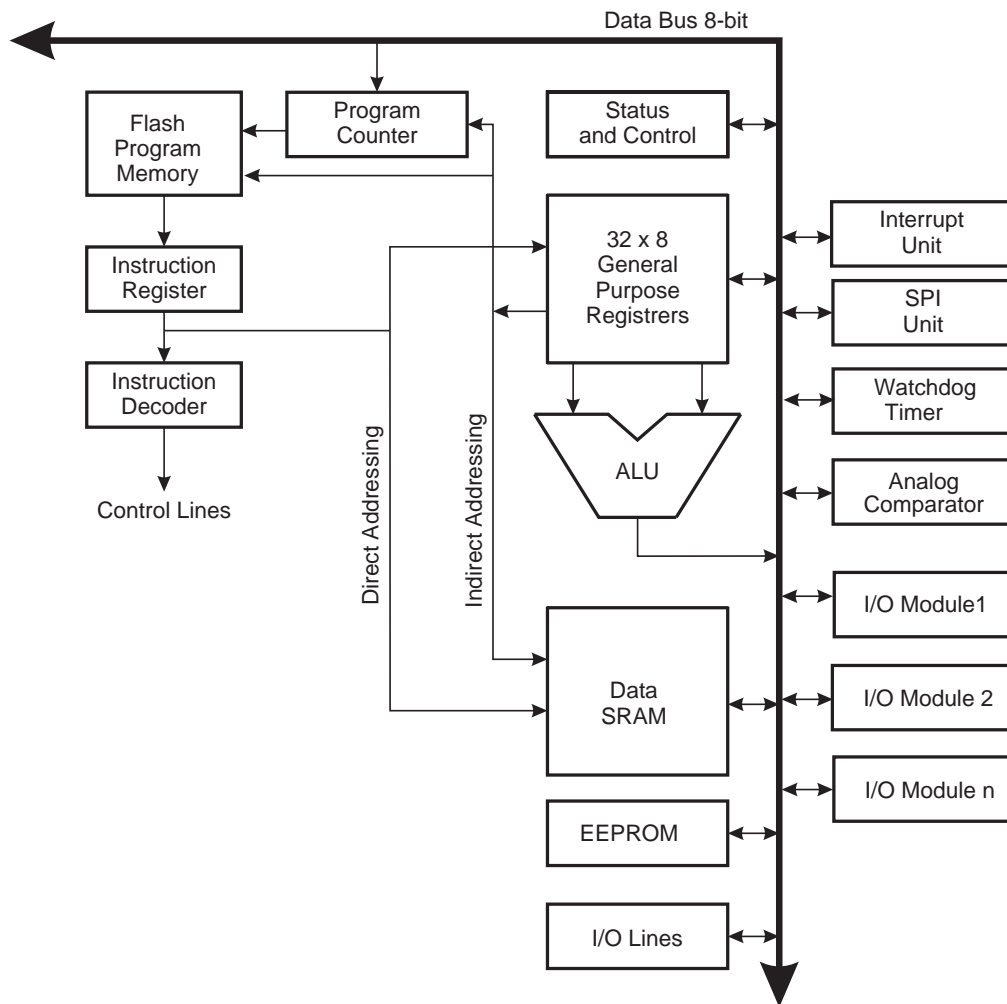 Data Bus 8-bit
Flash
Program
Memory
Program
Counter
Status
and Control
32 x 8
General
Purpose
Registrers
Interrupt
Unit
Instruction
Register
SPI
Unit
Instruction
Decoder
Watchdog
Timer
Control Lines
Direct Addressing
Indirect Addressing
ALU
Analog
Comparator
I/O Module1
Data
SRAM
I/O Module 2
I/O Module n
EEPROM
I/O Lines